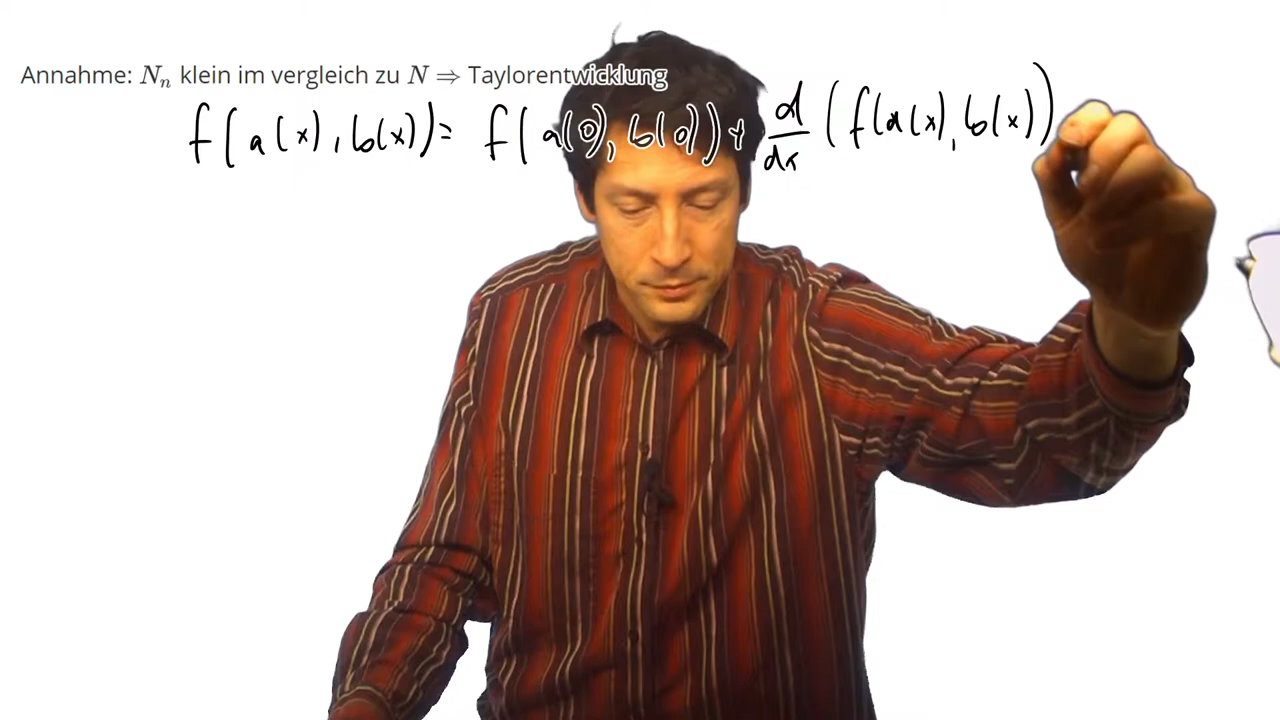 Annahme: Nₙ klein im vergleich zu N ⇒ Taylorentwicklung
f(a(x), b(x)) = f(a(0), b(0)) + d/dx (f(a(x), b(x))